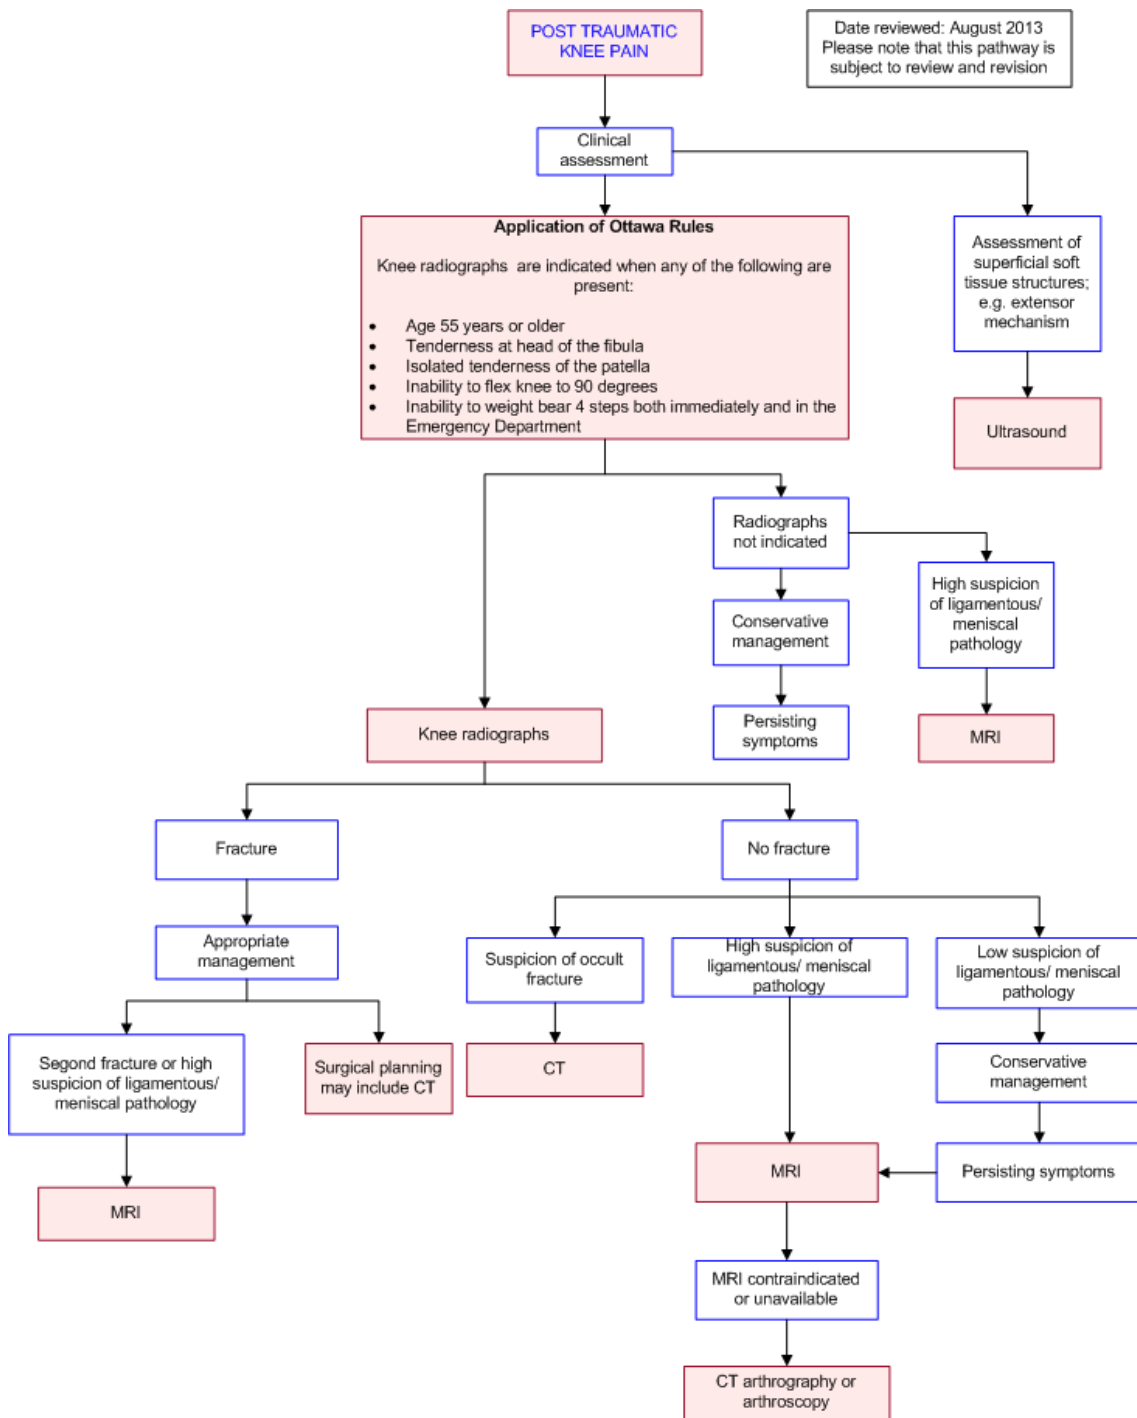 POST TRAUMATIC
KNEE PAIN
Date reviewed: August 2013
Please note that this pathway is
subject to review and revision
Clinical
assessment
Application of Ottawa Rules
Knee radiographs are indicated when any of the following are
present:
• Age 55 years or older
• Tenderness at head of the fibula
• Isolated tenderness of the patella
• Inability to flex knee to 90 degrees
• Inability to weight bear 4 steps both immediately and in the
Emergency Department
Assessment of
superficial soft
tissue structures;
e.g. extensor
mechanism
Ultrasound
Radiographs
not indicated
High suspicion
of ligamentous/
meniscal
pathology
Conservative
management
Persisting
symptoms
MRI
Knee radiographs
Fracture
No fracture
Appropriate
management
Suspicion of occult
fracture
High suspicion of
ligamentous/ meniscal
pathology
Low suspicion of
ligamentous/ meniscal
pathology
Segond fracture or high
suspicion of ligamentous/
meniscal pathology
Surgical planning
may include CT
CT
Conservative
management
MRI
MRI
Persisting symptoms
MRI contraindicated
or unavailable
CT arthrography or
arthroscopy